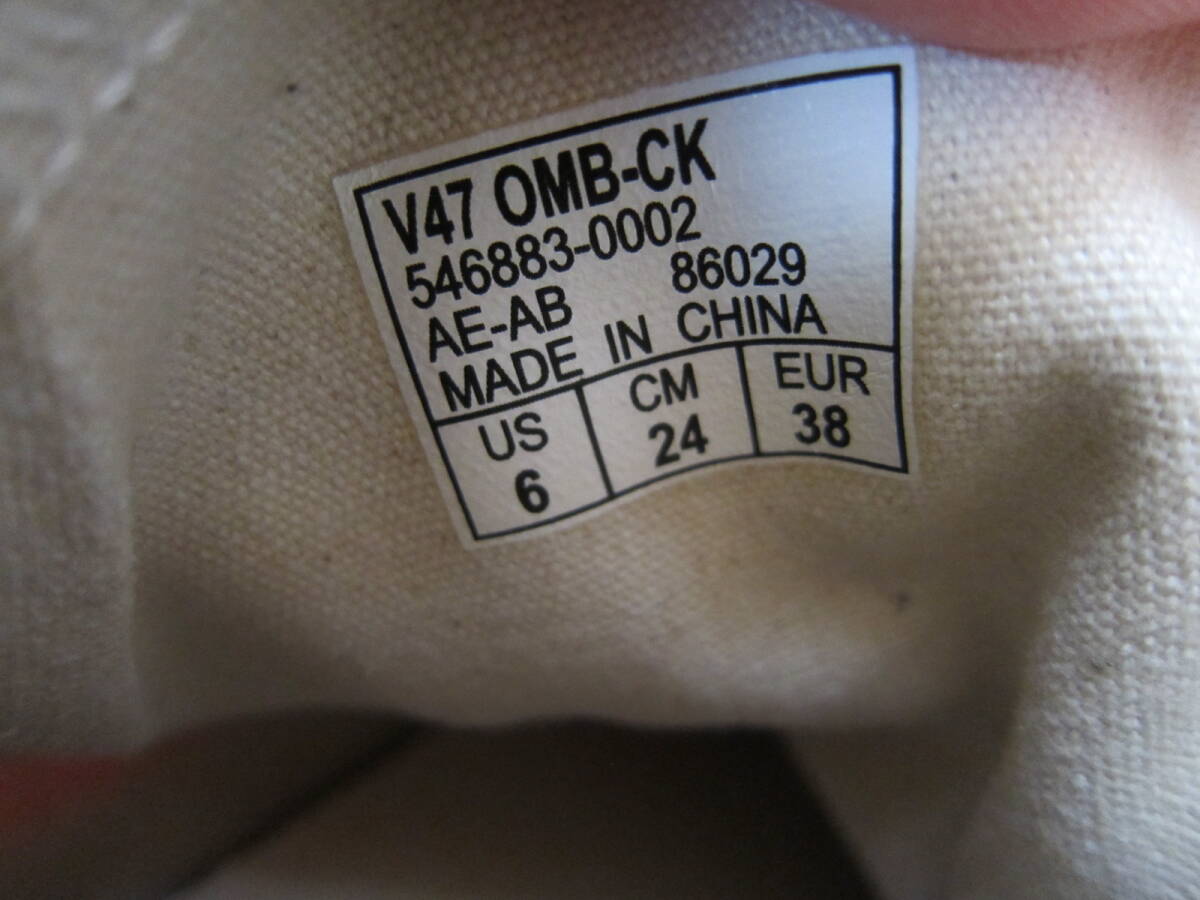 V47 OMB-CK
546883-0002
AE-AB 86029
MADE IN CHINA
US CM EUR
6 24 38